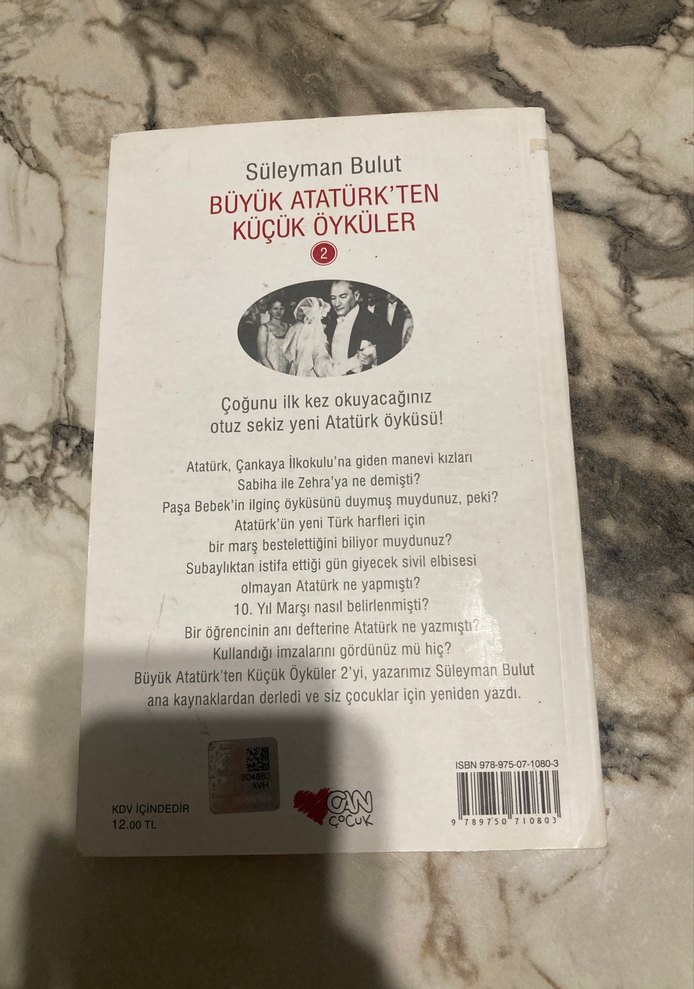 Süleyman Bulut
BÜYÜK ATATÜRK'TEN
KÜÇÜK ÖYKÜLER
2
Çoğunu ilk kez okuyacağınız
otuz sekiz yeni Atatürk öyküsü!
Atatürk, Çankaya İlkokulu'na giden manevi kızları
Sabiha ile Zehra'ya ne demişti?
Paşa Bebek'in ilginç öyküsünü duymuş muydunuz, peki?
Atatürk'ün yeni Türk harfleri için
bir marş bestelettiğini biliyor muydunuz?
Subaylıktan istifa ettiği gün giyecek sivil elbisesi
olmayan Atatürk ne yapmıştı?
10. Yıl Marşı nasıl belirlenmişti?
Bir öğrencinin anı defterine Atatürk ne yazmıştı?
Kullandığı imzalarını gördünüz mü hiç?
Büyük Atatürk'ten Küçük Öyküler 2'yi, yazarımız Süleyman Bulut
ana kaynaklardan derledi ve siz çocuklar için yeniden yazdı.
KDV İÇİNDEDİR
12.00 TL
CAN
ÇOCUK
ISBN 978-975-07-1080-3
9 789750 710803